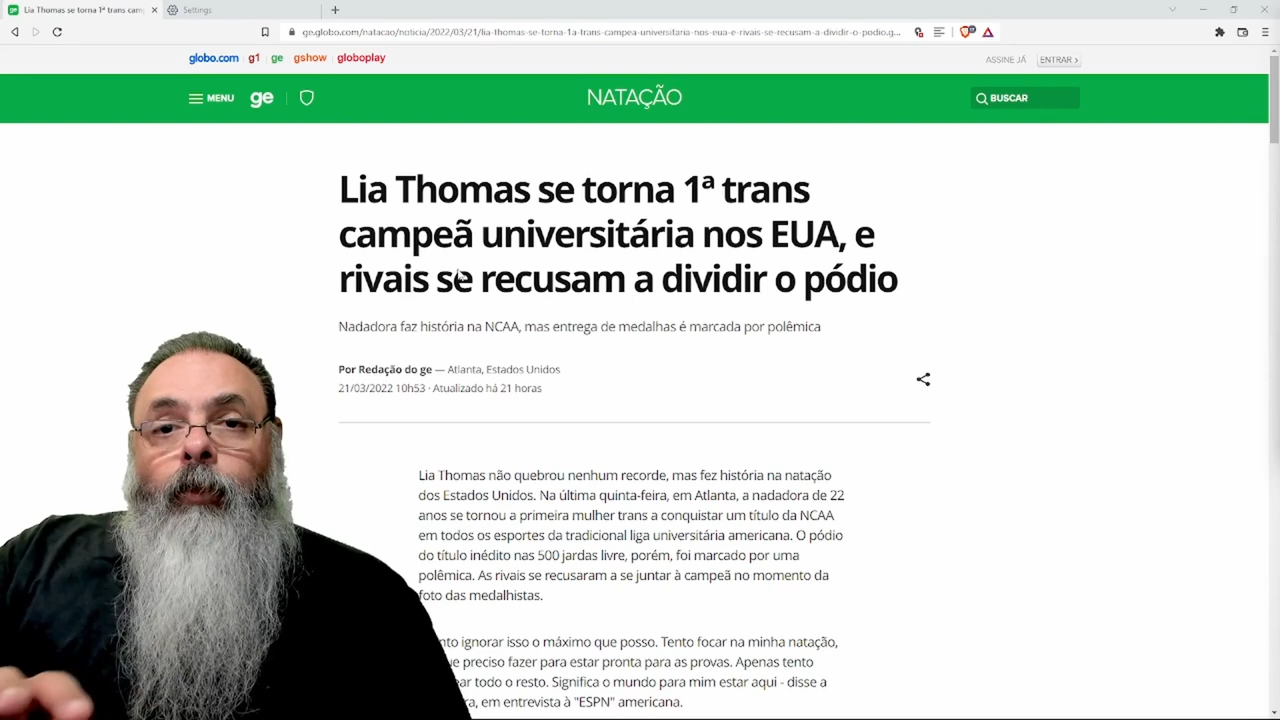 Lia Thomas se torna 1ª trans cam
Settings
ge.globo.com/natacao/noticia/2022/03/21/lia-thomas-se-torna-1a-trans-campea-universitaria-nos-eua-e-rivais-se-recusam-a-dividir-o-podio.g...
globo.com g1 ge gshow globoplay
ASSINE JÁ ENTRAR ›
MENU ge NATAÇÃO BUSCAR
Lia Thomas se torna 1ª trans
campeã universitária nos EUA, e
rivais se recusam a dividir o pódio
Nadadora faz história na NCAA, mas entrega de medalhas é marcada por polêmica
Por Redação do ge — Atlanta, Estados Unidos
21/03/2022 10h53 · Atualizado há 21 horas
Lia Thomas não quebrou nenhum recorde, mas fez história na natação
dos Estados Unidos. Na última quinta-feira, em Atlanta, a nadadora de 22
anos se tornou a primeira mulher trans a conquistar um título da NCAA
em todos os esportes da tradicional liga universitária americana. O pódio
do título inédito nas 500 jardas livre, porém, foi marcado por uma
polêmica. As rivais se recusaram a se juntar à campeã no momento da
foto das medalhistas.
ignorar isso o máximo que posso. Tento focar na minha natação,
preciso fazer para estar pronta para as provas. Apenas tento
todo o resto. Significa o mundo para mim estar aqui - disse a
em entrevista à "ESPN" americana.